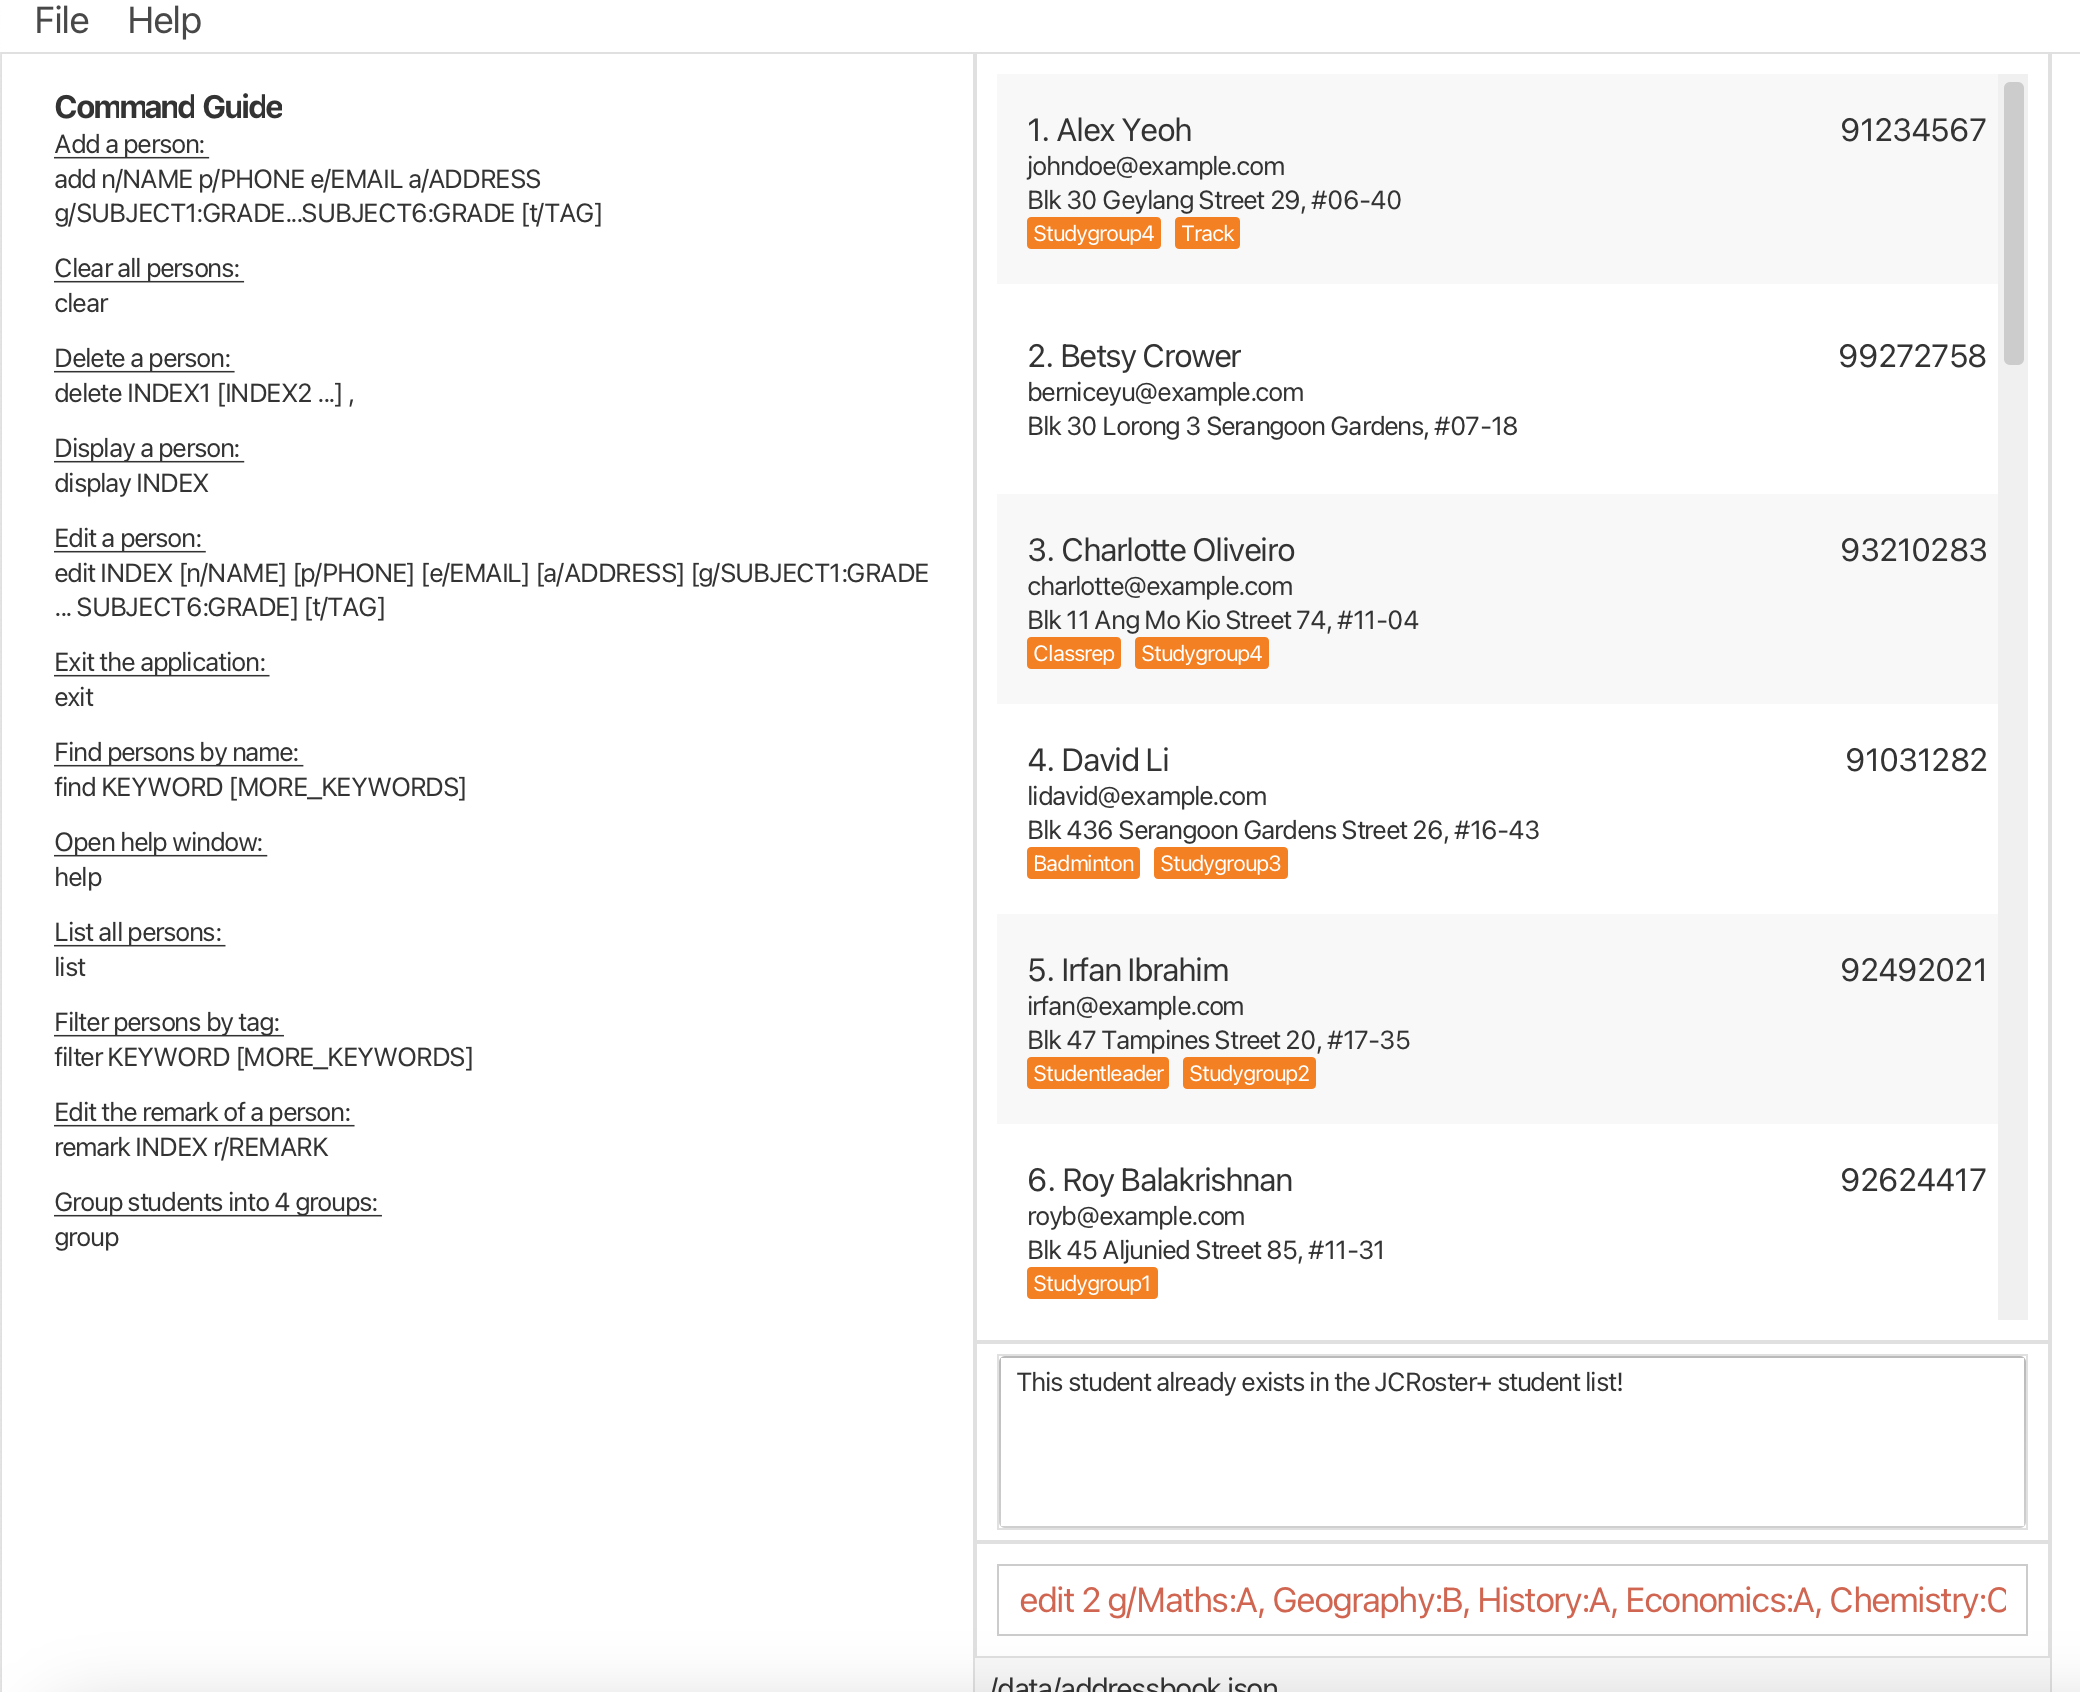 File Help
Command Guide
Add a person:
add n/NAME p/PHONE e/EMAIL a/ADDRESS
g/SUBJECT1:GRADE...SUBJECT6:GRADE [t/TAG]
Clear all persons:
clear
Delete a person:
delete INDEX1 [INDEX2 ...] ,
Display a person:
display INDEX
Edit a person:
edit INDEX [n/NAME] [p/PHONE] [e/EMAIL] [a/ADDRESS] [g/SUBJECT1:GRADE
... SUBJECT6:GRADE] [t/TAG]
Exit the application:
exit
Find persons by name:
find KEYWORD [MORE_KEYWORDS]
Open help window:
help
List all persons:
list
Filter persons by tag:
filter KEYWORD [MORE_KEYWORDS]
Edit the remark of a person:
remark INDEX r/REMARK
Group students into 4 groups:
group
1. Alex Yeoh 91234567
johndoe@example.com
Blk 30 Geylang Street 29, #06-40
Studygroup4 Track
2. Betsy Crower 99272758
berniceyu@example.com
Blk 30 Lorong 3 Serangoon Gardens, #07-18
3. Charlotte Oliveiro 93210283
charlotte@example.com
Blk 11 Ang Mo Kio Street 74, #11-04
Classrep Studygroup4
4. David Li 91031282
lidavid@example.com
Blk 436 Serangoon Gardens Street 26, #16-43
Badminton Studygroup3
5. Irfan Ibrahim 92492021
irfan@example.com
Blk 47 Tampines Street 20, #17-35
Studentleader Studygroup2
6. Roy Balakrishnan 92624417
royb@example.com
Blk 45 Aljunied Street 85, #11-31
Studygroup1
This student already exists in the JCRoster+ student list!
edit 2 g/Maths:A, Geography:B, History:A, Economics:A, Chemistry:C
/data/addressbook.json